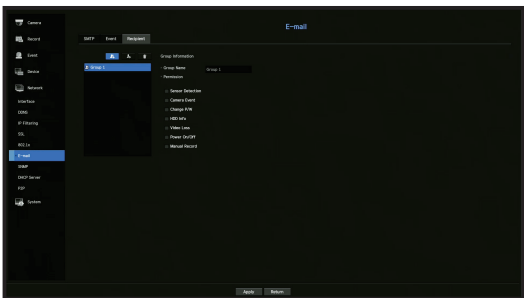 E-mail
Camera
Record
Event
Device
Network
Interface
DDNS
IP Filtering
SSL
802.1x
E-mail
SNMP
DHCP Server
P2P
System
SMTP Event Recipient
Group 1
Group Information
- Group Name Group 1
- Permission
Sensor Detection
Camera Event
Change P/W
HDD Info
Video Loss
Power On/Off
Manual Record
Apply Return